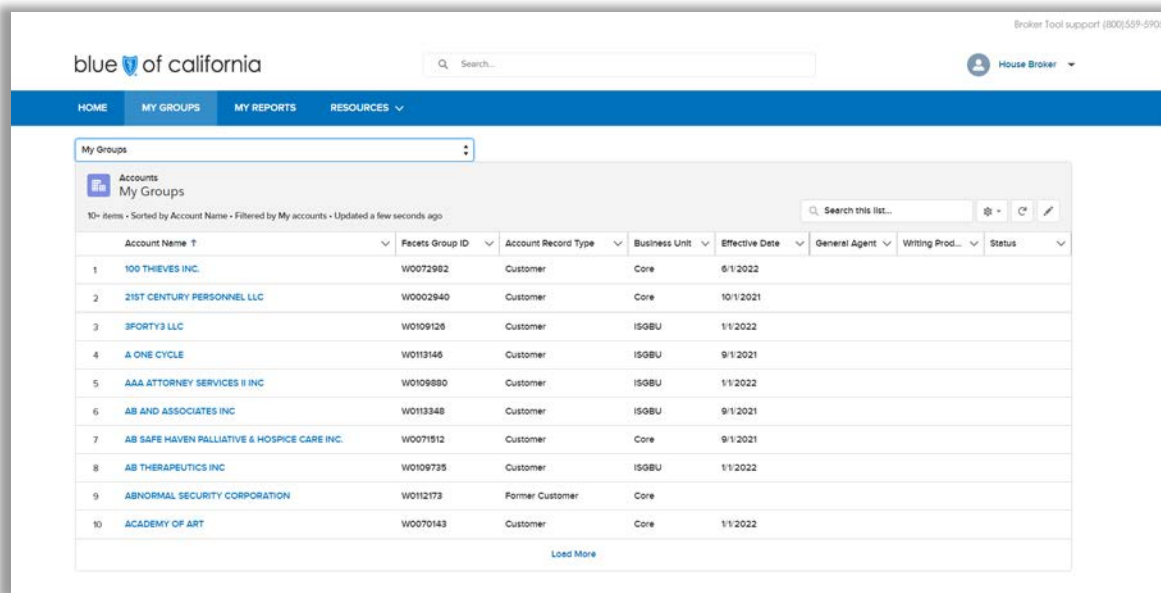 Broker Tool support (800)559-5905
blue of california
Search...
House Broker
HOME MY GROUPS MY REPORTS RESOURCES
My Groups
Accounts
My Groups
10+ items • Sorted by Account Name • Filtered by My accounts • Updated a few seconds ago
Search this list...
Account Name ↑ Facets Group ID Account Record Type Business Unit Effective Date General Agent Writing Prod... Status
1 100 THIEVES INC. W0072982 Customer Core 6/1/2022
2 21ST CENTURY PERSONNEL LLC W0002940 Customer Core 10/1/2021
3 3FORTY3 LLC W0109126 Customer ISGBU 1/1/2022
4 A ONE CYCLE W0113146 Customer ISGBU 9/1/2021
5 AAA ATTORNEY SERVICES II INC W0109880 Customer ISGBU 1/1/2022
6 AB AND ASSOCIATES INC W0113348 Customer ISGBU 9/1/2021
7 AB SAFE HAVEN PALLIATIVE & HOSPICE CARE INC. W0071512 Customer Core 9/1/2021
8 AB THERAPEUTICS INC W0109735 Customer ISGBU 1/1/2022
9 ABNORMAL SECURITY CORPORATION W0112173 Former Customer Core
10 ACADEMY OF ART W0070143 Customer Core 1/1/2022
Load More